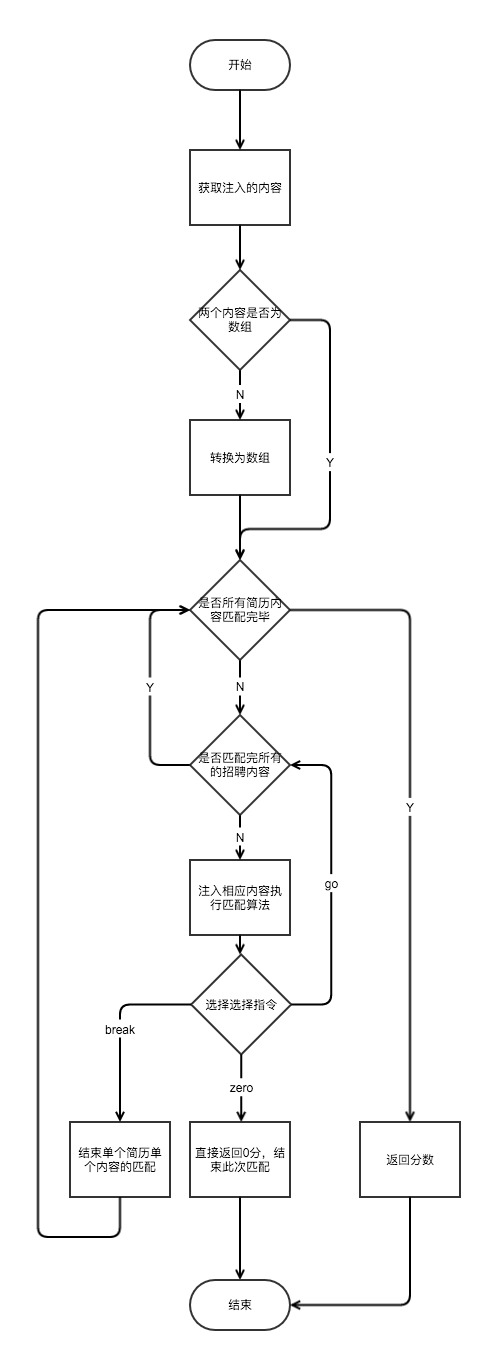 开始
获取注入的内容
两个内容是否为
数组
N
转换为数组
Y
是否所有简历内
容匹配完毕
Y
N
是否匹配完所有
的招聘内容
Y
N
注入相应内容执
行匹配算法
go
选择选择指令
break
zero
结束单个简历单
个内容的匹配
直接返回0分，结
束此次匹配
返回分数
结束